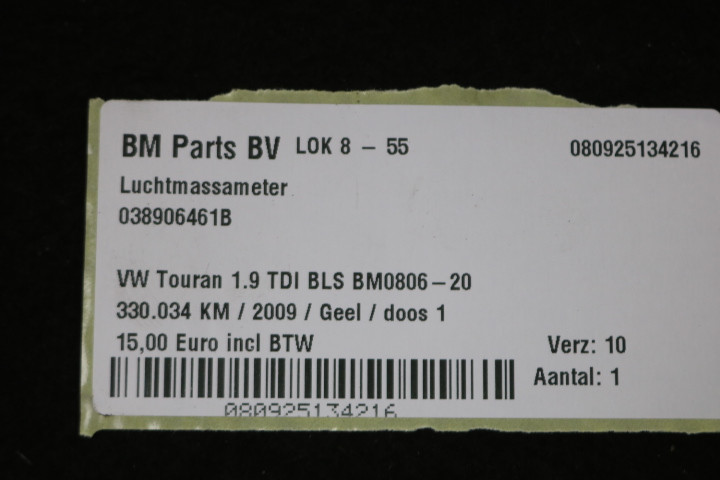 BM Parts BV LOK 8 - 55 080925134216
Luchtmassameter
038906461B
VW Touran 1.9 TDI BLS BM0806-20
330.034 KM / 2009 / Geel / doos 1
15,00 Euro incl BTW Verz: 10
Aantal: 1
080925134216